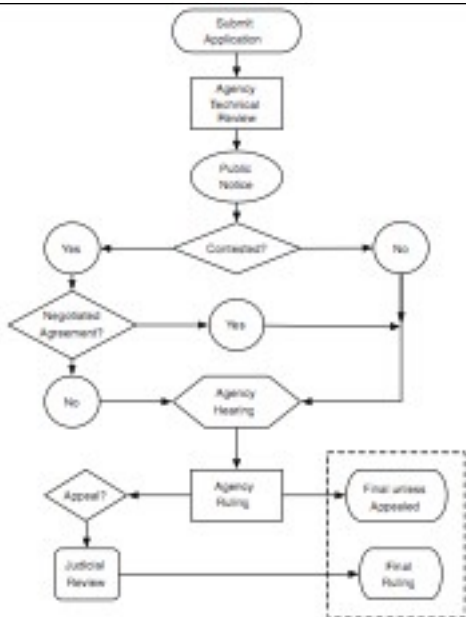 Submit
Application
Agency
Technical
Review
Public
Notice
Yes
Contested?
No
Negotiated
Agreement?
Yes
No
Agency
Hearing
Appeal?
Agency
Ruling
Final unless
Appealed
Judicial
Review
Final
Ruling